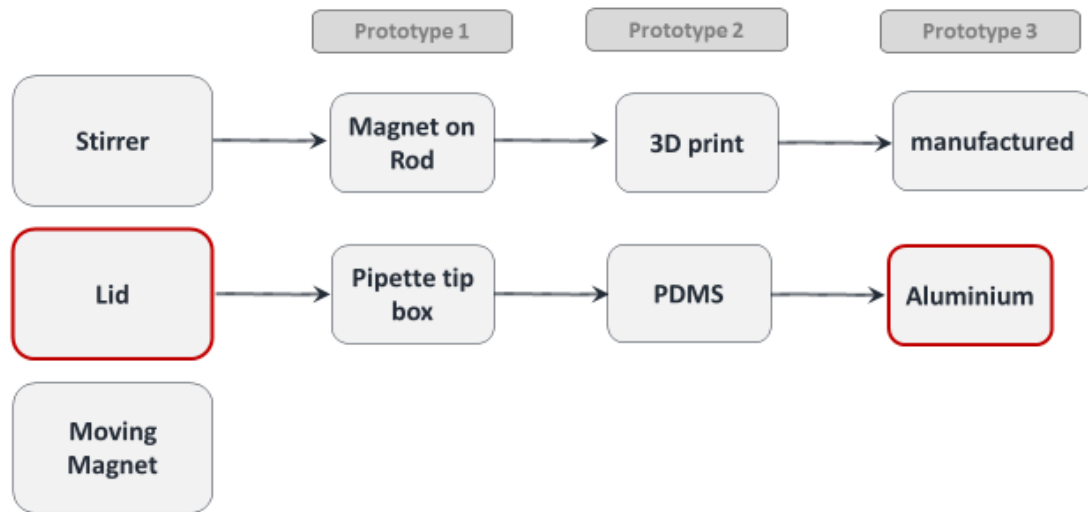 Prototype 1
Prototype 2
Prototype 3
Stirrer
Magnet on
Rod
3D print
manufactured
Lid
Pipette tip
box
PDMS
Aluminium
Moving
Magnet